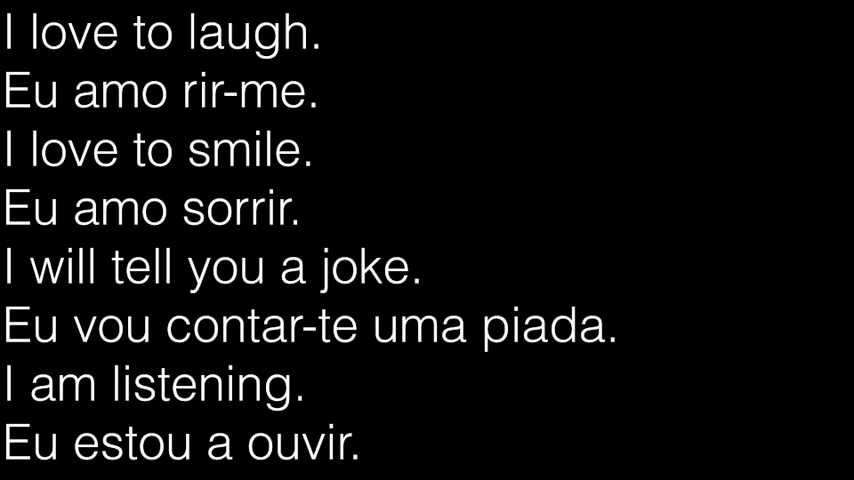 I love to laugh.
Eu amo rir-me.
I love to smile.
Eu amo sorrir.
I will tell you a joke.
Eu vou contar-te uma piada.
I am listening.
Eu estou a ouvir.